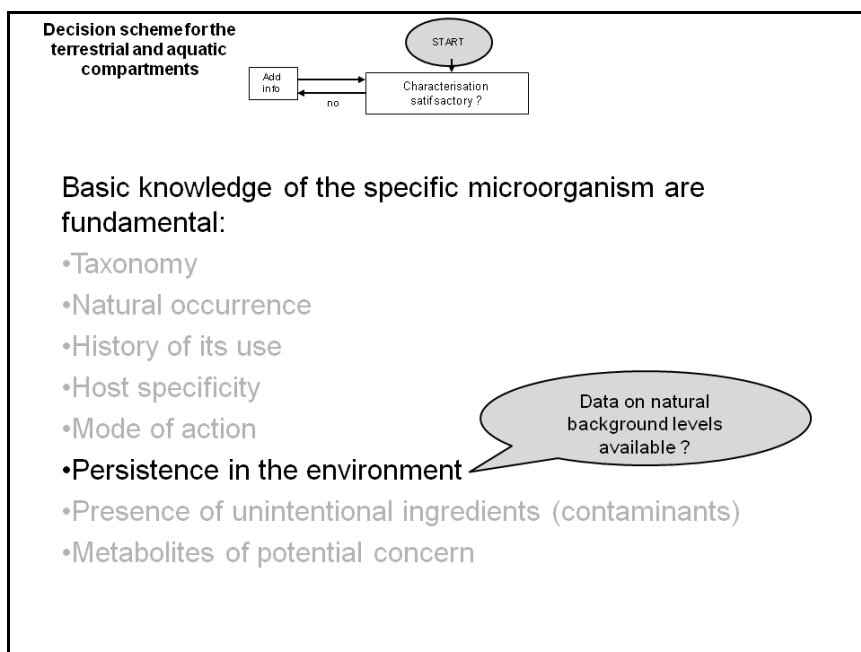 Decision scheme for the
terrestrial and aquatic
compartments
START
Add
info
no
Characterisation
satifsactory ?
Basic knowledge of the specific microorganism are
fundamental:
•Taxonomy
•Natural occurrence
•History of its use
•Host specificity
•Mode of action
Data on natural
background levels
available ?
•Persistence in the environment
•Presence of unintentional ingredients (contaminants)
•Metabolites of potential concern